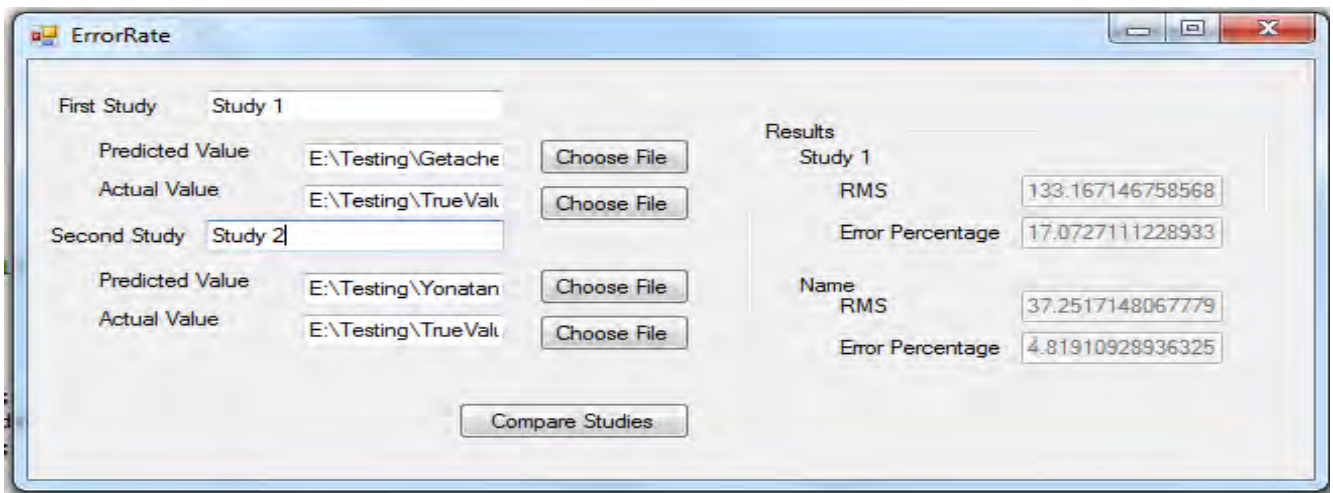 ErrorRate
First Study Study 1
Predicted Value E:\Testing\Getache Choose File
Actual Value E:\Testing\TrueValu Choose File
Second Study Study 2
Predicted Value E:\Testing\Yonatan Choose File
Actual Value E:\Testing\TrueValu Choose File
Compare Studies
Results
Study 1
RMS 133.167146758568
Error Percentage 17.0727111228933
Name
RMS 37.2517148067779
Error Percentage 4.81910928936325